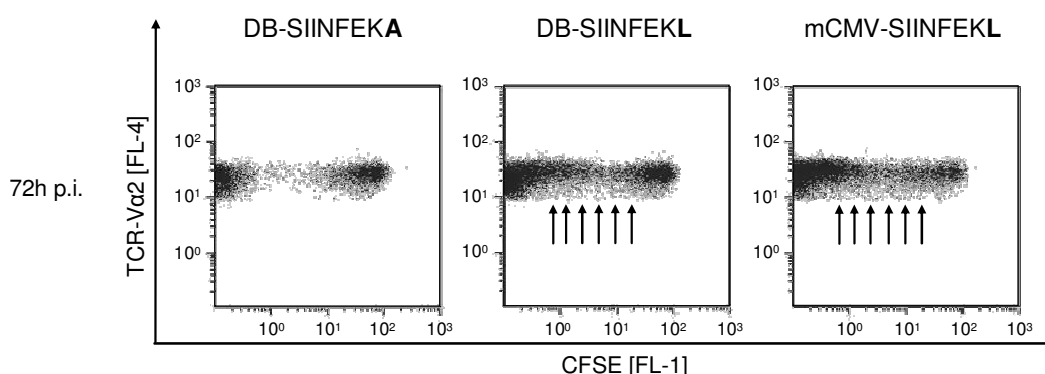 DB-SIINFEKA DB-SIINFEKL mCMV-SIINFEKL
72h p.i.
TCR-Vα2 [FL-4]
10³ 10³ 10³
10² 10² 10²
10¹ 10¹ 10¹
10⁰ 10⁰ 10⁰
10⁰ 10¹ 10² 10³ 10⁰ 10¹ 10² 10³ 10⁰ 10¹ 10² 10³
CFSE [FL-1]